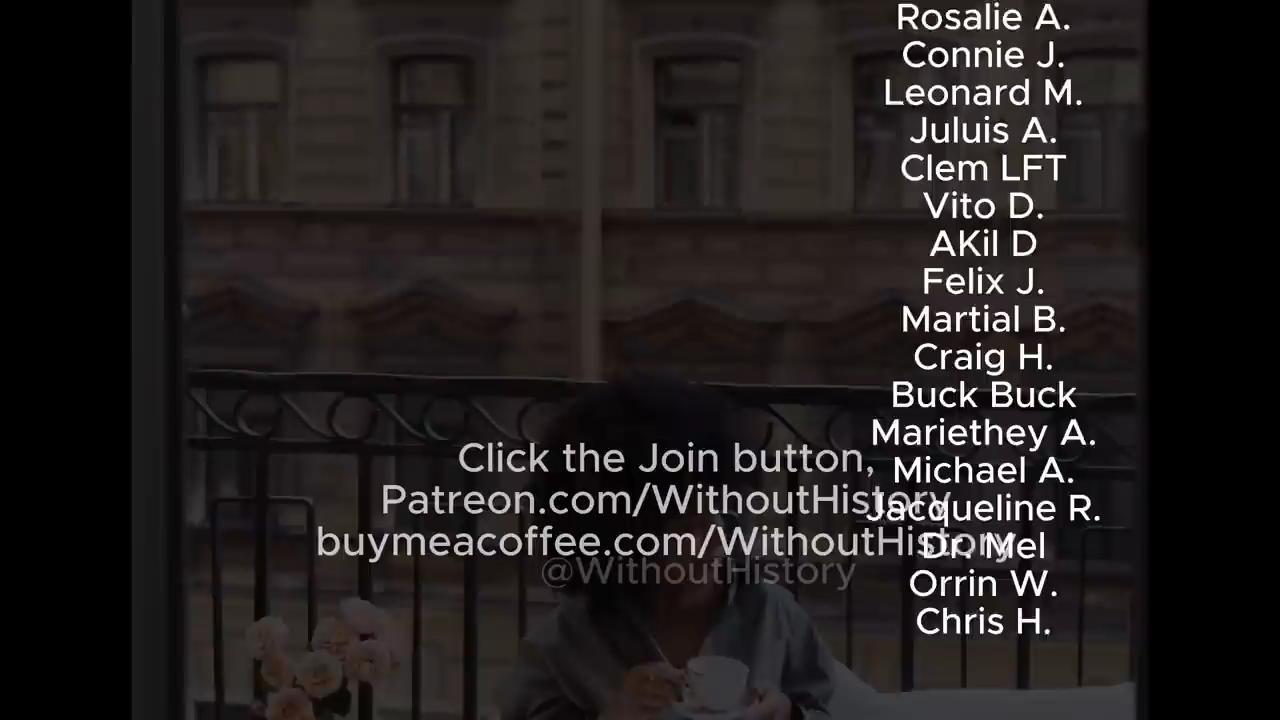 Rosalie A.
Connie J.
Leonard M.
Juluis A.
Clem LFT
Vito D.
AKil D
Felix J.
Martial B.
Craig H.
Buck Buck
Mariethey A.
Michael A.
Jacqueline R.
Dr. Mel
Orrin W.
Chris H.
Click the Join button,
Patreon.com/WithoutHistory
buymeacoffee.com/WithoutHistory
@WithoutHistory